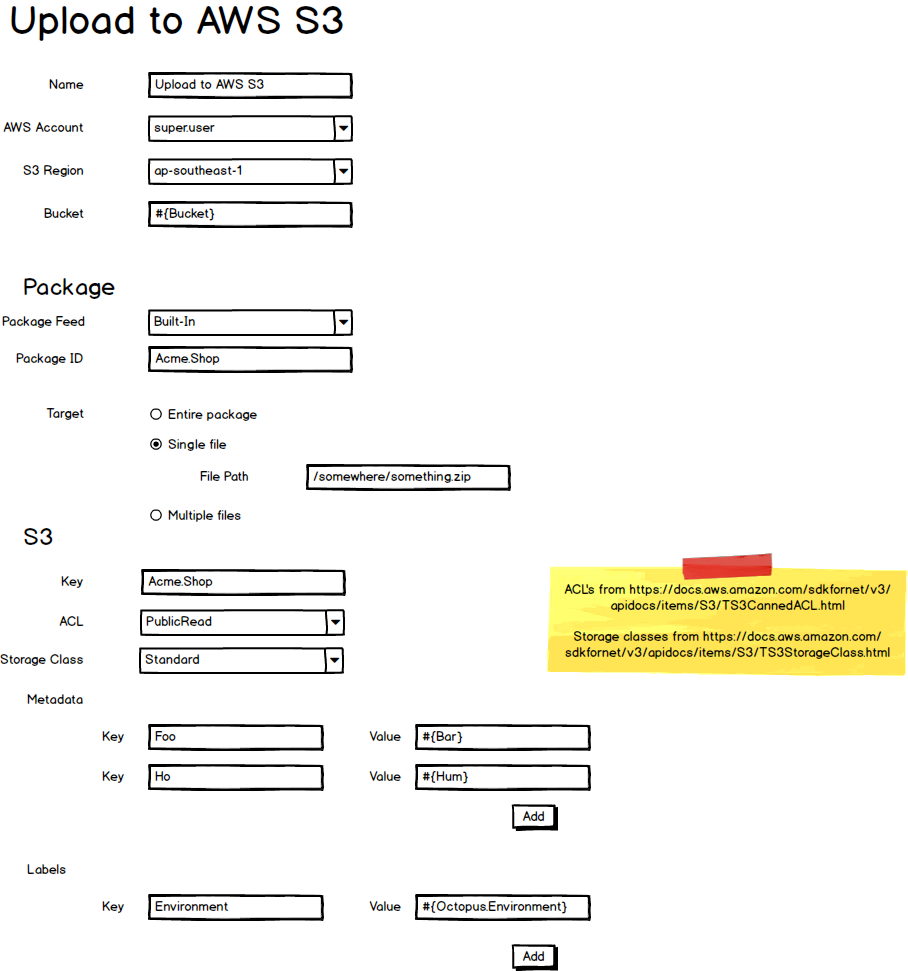 Upload to AWS S3
Name Upload to AWS S3
AWS Account super.user
S3 Region ap-southeast-1
Bucket #{Bucket}
Package
Package Feed Built-In
Package ID Acme.Shop
Target Entire package
Single file
File Path /somewhere/something.zip
Multiple files
S3
Key Acme.Shop
ACL PublicRead
Storage Class Standard
ACL's from https://docs.aws.amazon.com/sdkfornet/v3/
apidocs/items/S3/TS3CannedACL.html
Storage classes from https://docs.aws.amazon.com/
sdkfornet/v3/apidocs/items/S3/TS3StorageClass.html
Metadata
Key Foo Value #{Bar}
Key Ho Value #{Hum}
Add
Labels
Key Environment Value #{Octopus.Environment}
Add